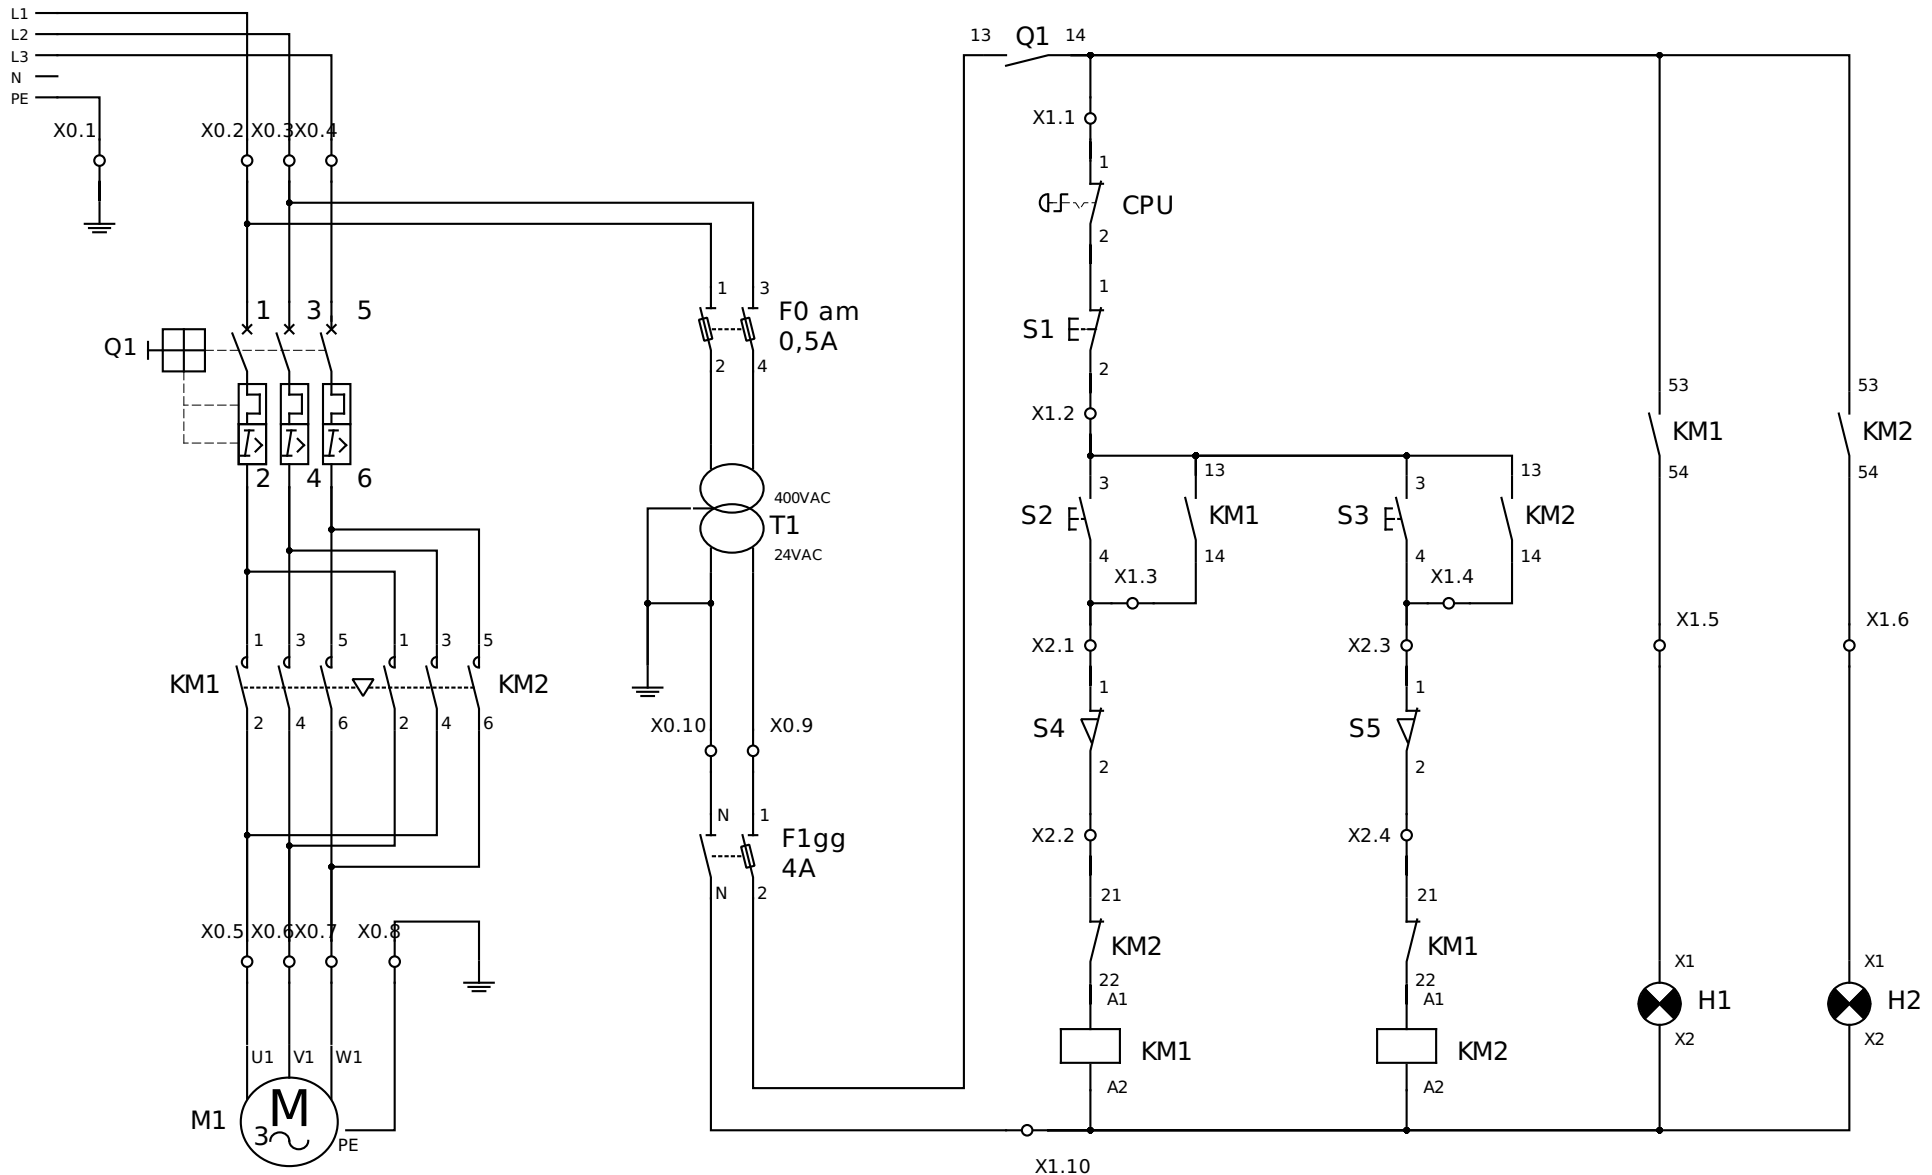 L1
L2
L3
N
PE
X0.1
X0.2 X0.3 X0.4
Q1
1 3 5
2 4 6
1 3 5 1 3 5
KM1
KM2
2 4 6 2 4 6
X0.5 X0.6 X0.7 X0.8
U1 V1 W1
M1
M
3
PE
1 3
F0 am
0,5A
2 4
400VAC
T1
24VAC
X0.10
X0.9
N 1
F1gg
4A
N 2
13 Q1 14
X1.1
1
CPU
2
1
S1
2
X1.2
3 13 3 13
S2 KM1 S3 KM2
4 14 4 14
X1.3 X1.4
X2.1 X2.3
1 1
S4 S5
2 2
X2.2 X2.4
21 21
KM2 KM1
22 22
A1 A1
KM1 KM2
A2 A2
X1.10
53 53
KM1 KM2
54 54
X1.5 X1.6
X1 X1
H1 H2
X2 X2